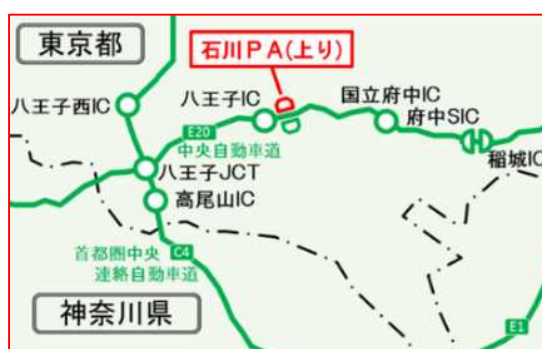 東京都
石川PA(上り)
八王子西IC
八王子IC
国立府中IC
府中SIC
E20
中央自動車道
稲城IC
八王子JCT
高尾山IC
首都圏中央
連絡自動車道
C4
神奈川県
E1